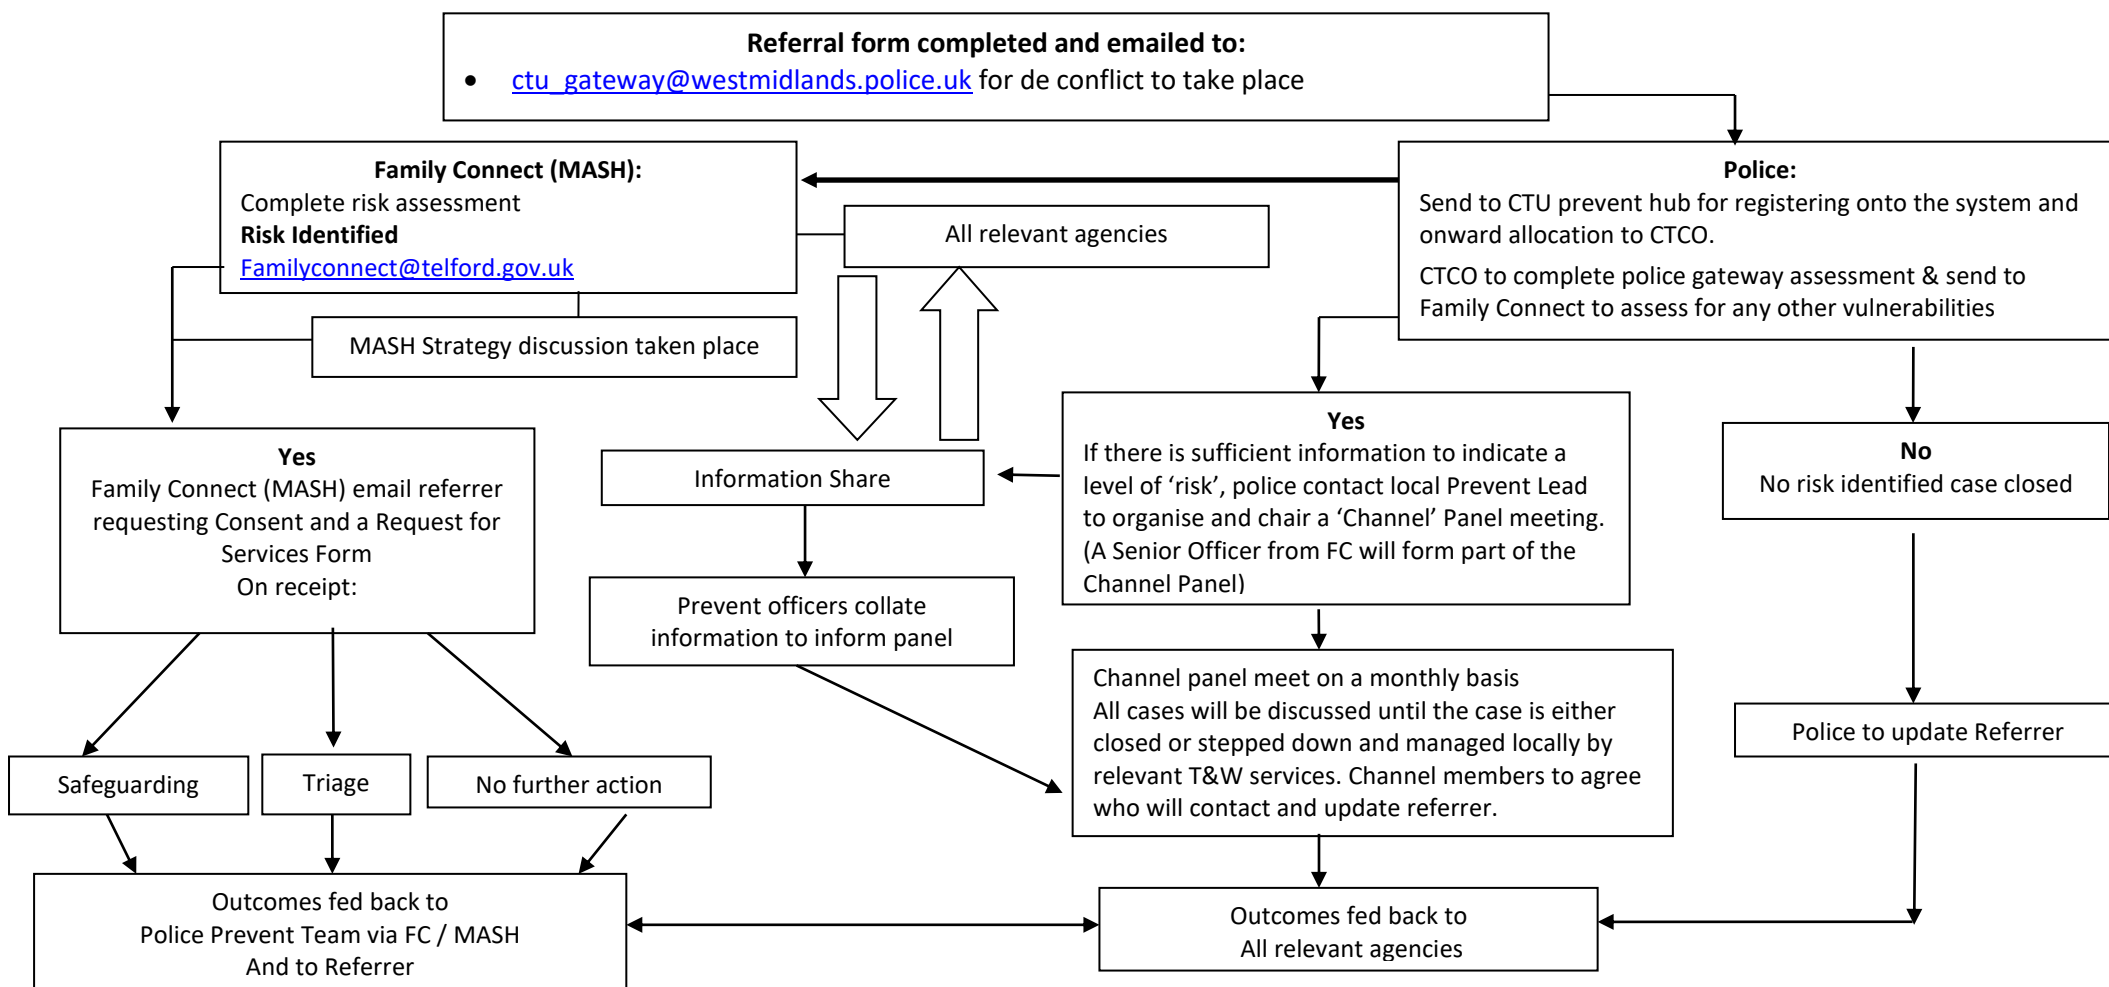 Referral form completed and emailed to:
• ctu_gateway@westmidlands.police.uk for de conflict to take place
Family Connect (MASH):
Complete risk assessment
Risk Identified
Familyconnect@telford.gov.uk
All relevant agencies
Police:
Send to CTU prevent hub for registering onto the system and
onward allocation to CTCO.
CTCO to complete police gateway assessment & send to
Family Connect to assess for any other vulnerabilities
MASH Strategy discussion taken place
Yes
Family Connect (MASH) email referrer
requesting Consent and a Request for
Services Form
On receipt:
Information Share
Yes
If there is sufficient information to indicate a
level of ‘risk’, police contact local Prevent Lead
to organise and chair a ‘Channel’ Panel meeting.
(A Senior Officer from FC will form part of the
Channel Panel)
No
No risk identified case closed
Prevent officers collate
information to inform panel
Channel panel meet on a monthly basis
All cases will be discussed until the case is either
closed or stepped down and managed locally by
relevant T&W services. Channel members to agree
who will contact and update referrer.
Police to update Referrer
Safeguarding
Triage
No further action
Outcomes fed back to
Police Prevent Team via FC / MASH
And to Referrer
Outcomes fed back to
All relevant agencies